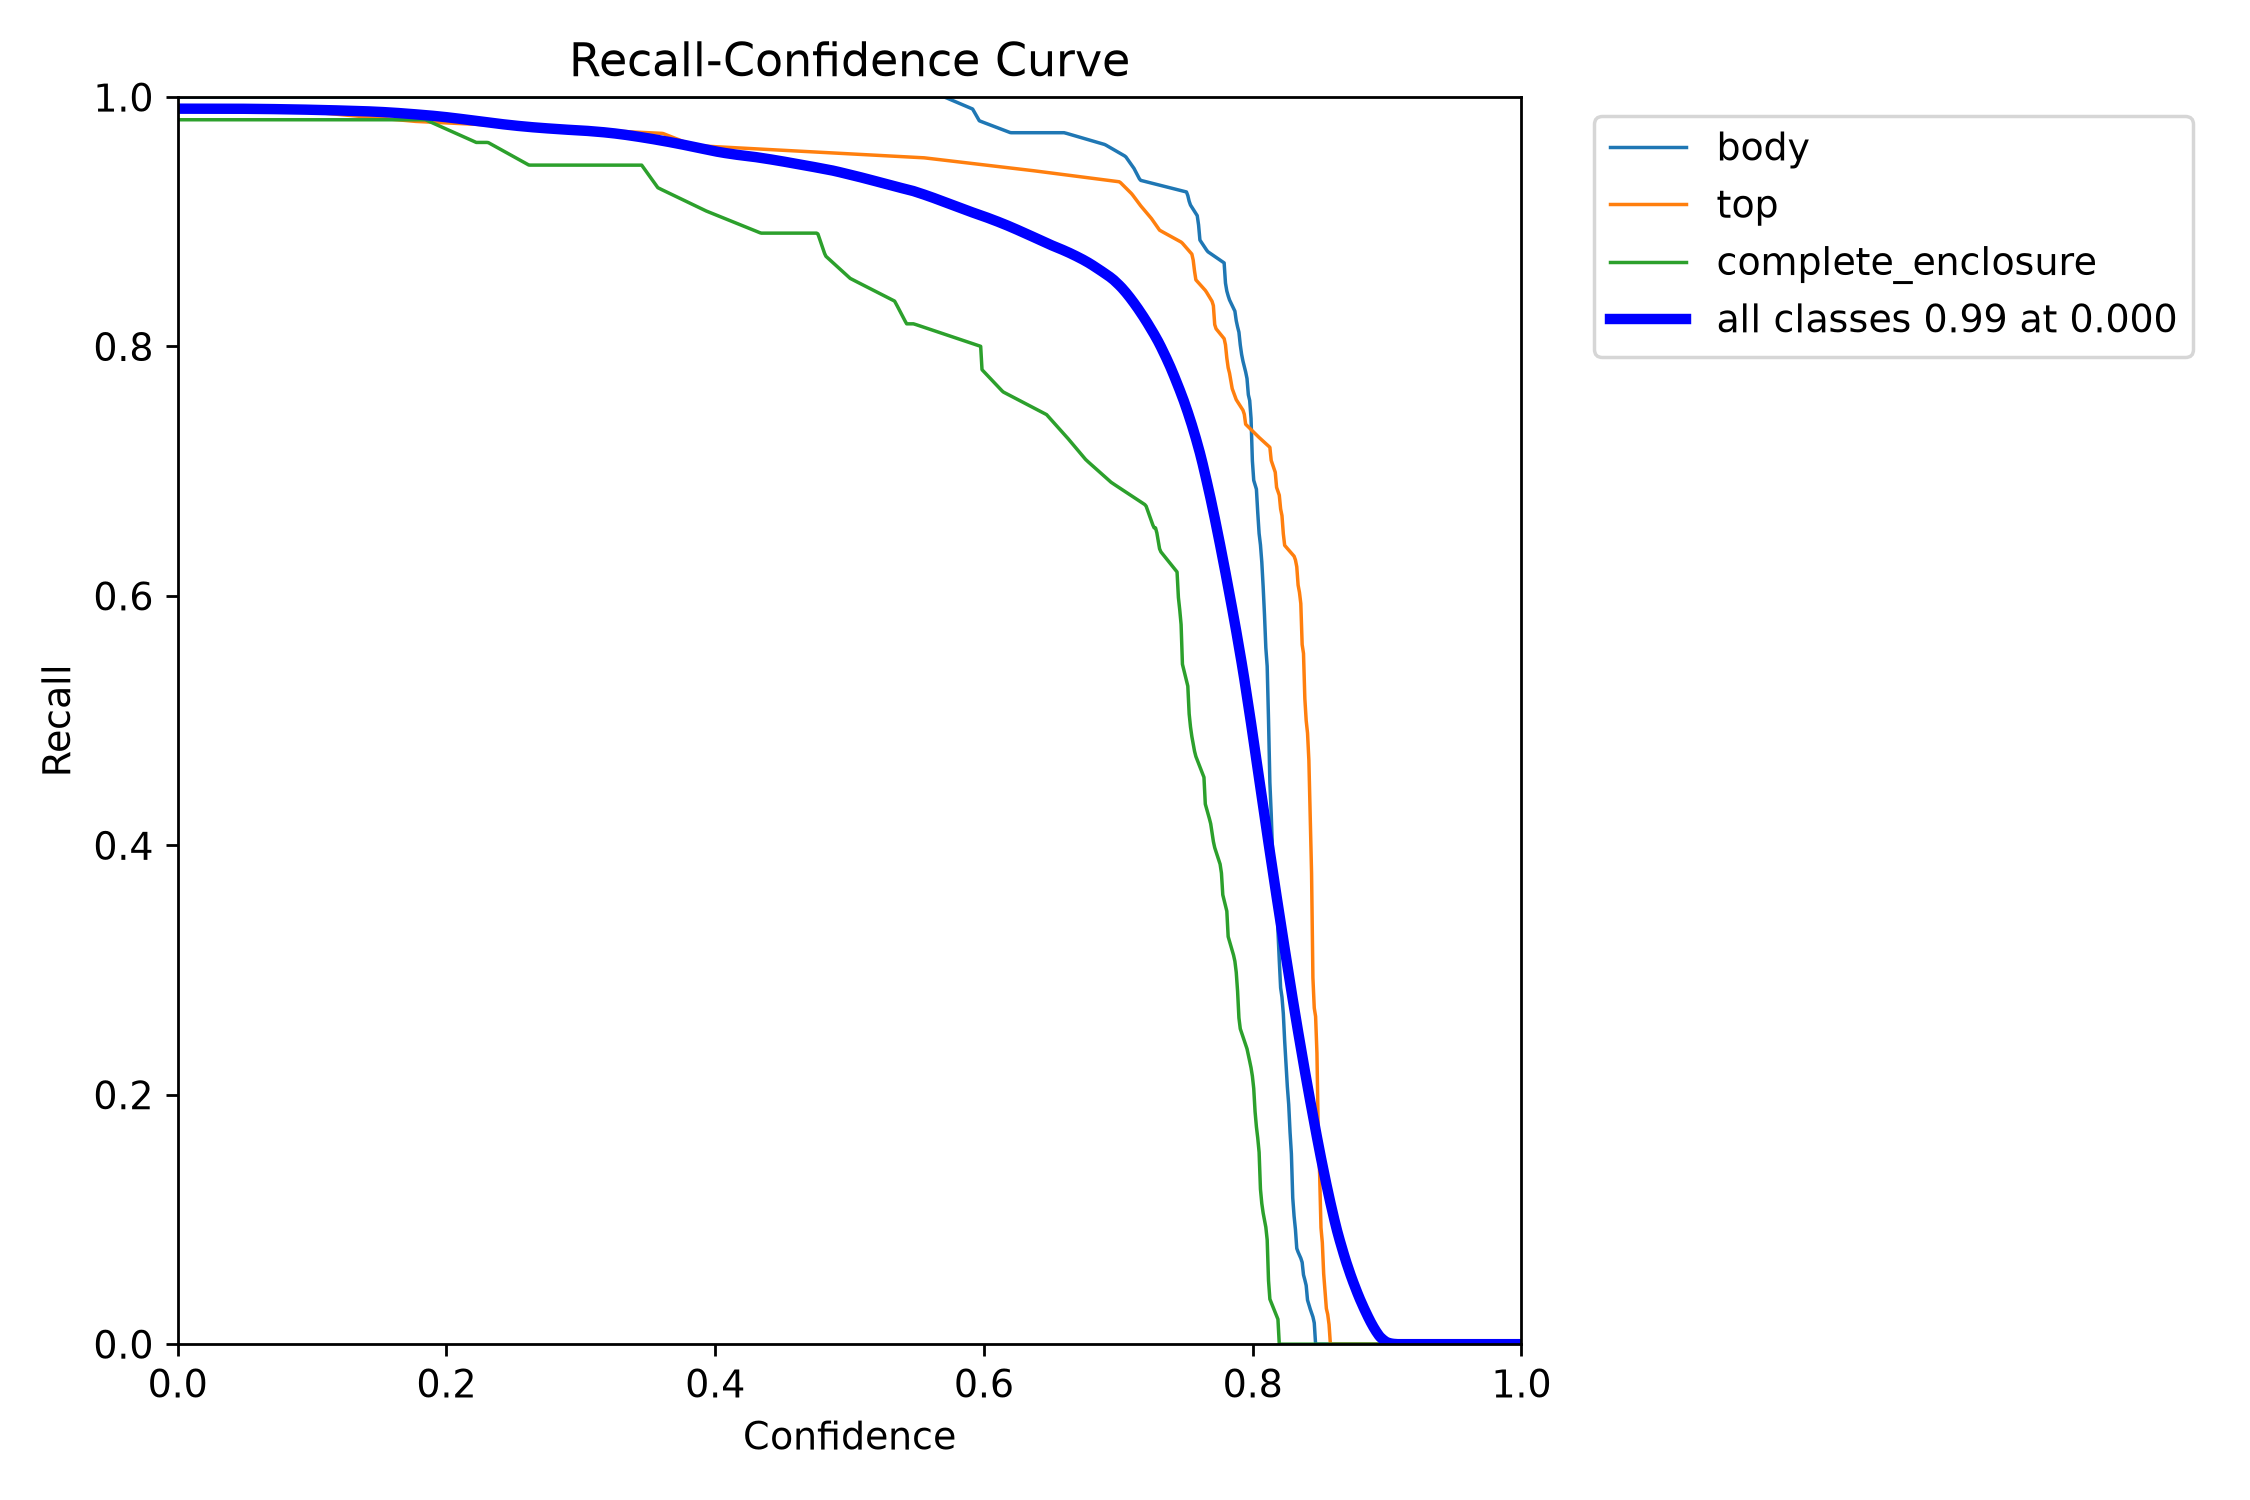 Recall-Confidence Curve
1.0
0.8
0.6
0.4
0.2
0.0
Recall
0.0 0.2 0.4 0.6 0.8 1.0
Confidence
body
top
complete_enclosure
all classes 0.99 at 0.000